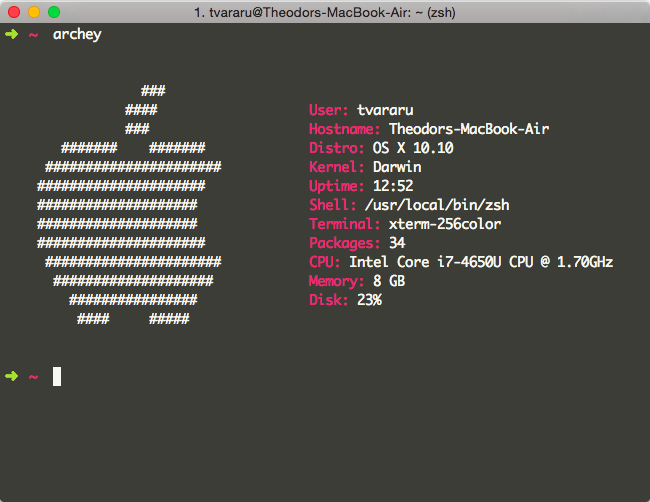 1. tvararu@Theodors-MacBook-Air: ~ (zsh)
➜ ~ archey
###
#### User: tvararu
### Hostname: Theodors-MacBook-Air
####### ####### Distro: OS X 10.10
###################### Kernel: Darwin
##################### Uptime: 12:52
#################### Shell: /usr/local/bin/zsh
#################### Terminal: xterm-256color
##################### Packages: 34
###################### CPU: Intel Core i7-4650U CPU @ 1.70GHz
#################### Memory: 8 GB
################ Disk: 23%
#### #####
➜ ~